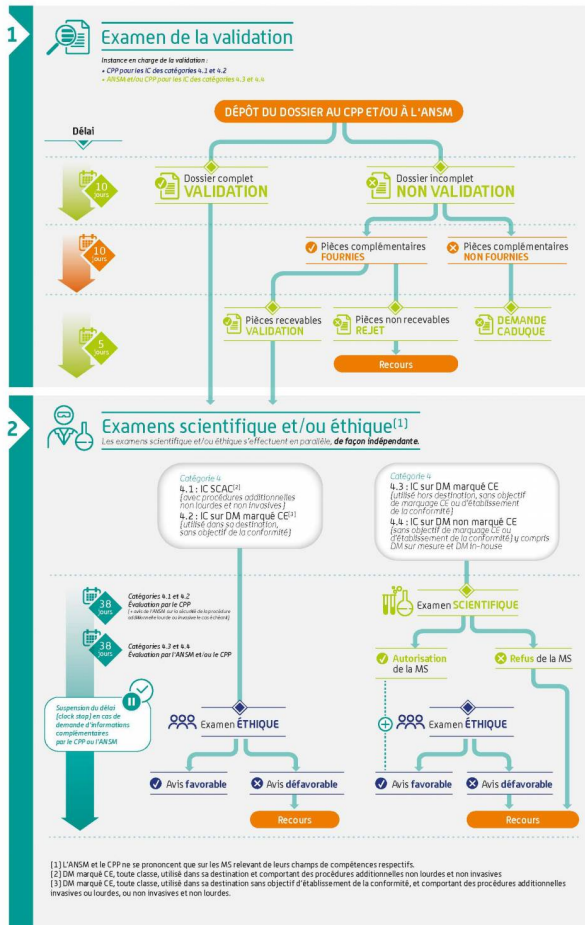 1
Examen de la validation
Instance en charge de la validation :
• CPP pour les IC des catégories 4.1 et 4.2
• ANSM et/ou CPP pour les IC des catégories 4.3 et 4.4
DÉPÔT DU DOSSIER AU CPP ET/OU À L'ANSM
Délai
10
jours
Dossier complet
VALIDATION
Dossier incomplet
NON VALIDATION
10
jours
Pièces complémentaires
FOURNIES
Pièces complémentaires
NON FOURNIES
5
jours
Pièces recevables
VALIDATION
Pièces non recevables
REJET
DEMANDE
CADUQUE
Recours
2
Examens scientifique et/ou éthique[1]
Les examens scientifique et/ou éthique s'effectuent en parallèle, de façon indépendante.
Catégorie 4
4.1 : IC SCAC[2]
[avec procédures additionnelles
non lourdes et non invasives]
4.2 : IC sur DM marqué CE[3]
[utilisé dans sa destination,
sans objectif de la conformité]
Catégorie 4
4.3 : IC sur DM marqué CE
[utilisé hors destination, sans objectif
de marquage CE ou d'établissement
de la conformité]
4.4 : IC sur DM non marqué CE
[sans objectif de marquage CE ou
d'établissement de la conformité] y compris
DM sur mesure et DM in-house
38
jours
Catégories 4.1 et 4.2
Évaluation par le CPP
[+ avis de l'ANSM sur la sécurité de la procédure
additionnelle lourde ou invasive le cas échéant]
Examen SCIENTIFIQUE
38
jours
Catégories 4.3 et 4.4
Évaluation par l'ANSM et/ou le CPP
Autorisation
de la MS
Refus de la MS
Suspension du délai
[clock stop] en cas de
demande d'informations
complémentaires
par le CPP ou l'ANSM
Examen ÉTHIQUE
Examen ÉTHIQUE
Avis favorable
Avis défavorable
Avis favorable
Avis défavorable
Recours
Recours
[1] L'ANSM et le CPP ne se prononcent que sur les MS relevant de leurs champs de compétences respectifs.
[2] DM marqué CE, toute classe, utilisé dans sa destination et comportant des procédures additionnelles non lourdes et non invasives
[3] DM marqué CE, toute classe, utilisé dans sa destination sans objectif d'établissement de la conformité, et comportant des procédures additionnelles
invasives ou lourdes, ou non invasives et non lourdes.